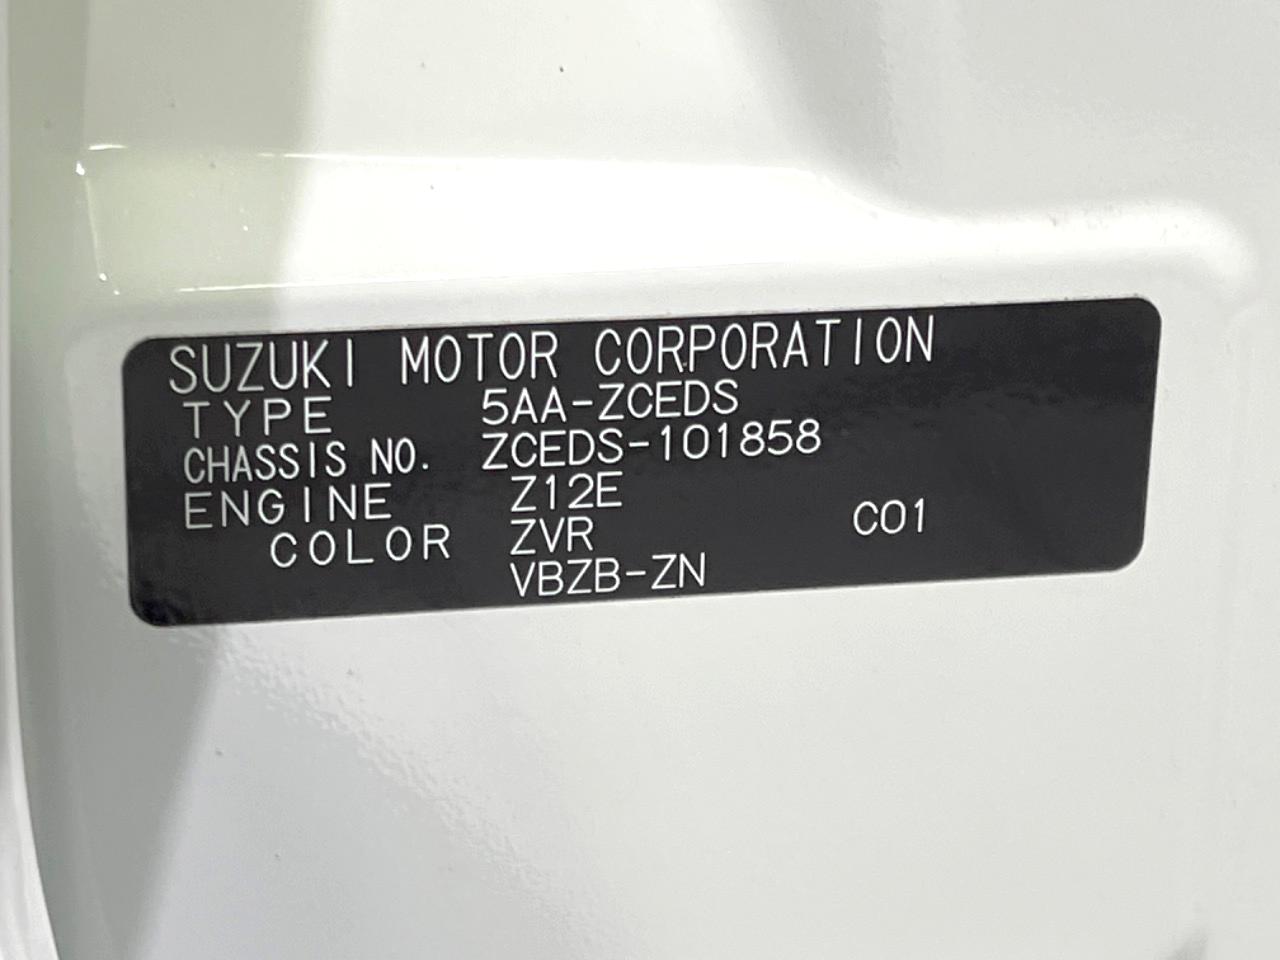 SUZUKI MOTOR CORPORATION
TYPE 5AA-ZCEDS
CHASSIS NO. ZCEDS-101858
ENGINE Z12E
COLOR ZVR C01
VBZB-ZN